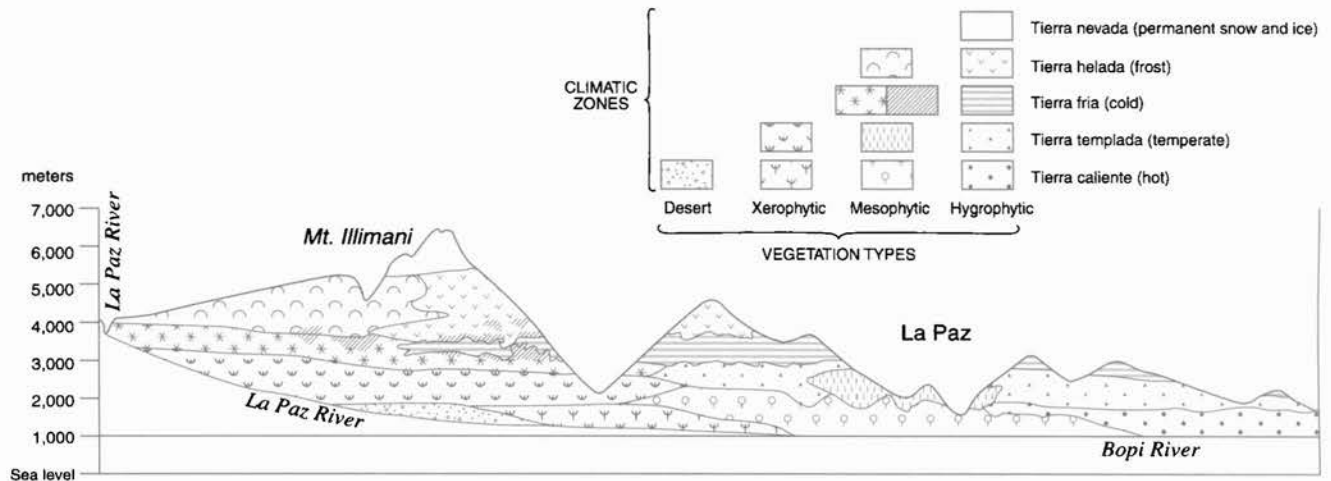 Tierra nevada (permanent snow and ice)
Tierra helada (frost)
CLIMATIC
ZONES
Tierra fria (cold)
Tierra templada (temperate)
Tierra caliente (hot)
Desert Xerophytic Mesophytic Hygrophytic
VEGETATION TYPES
meters
7,000
6,000
5,000
4,000
3,000
2,000
1,000
Sea level
La Paz River
Mt. Illimani
La Paz
La Paz River
Bopi River